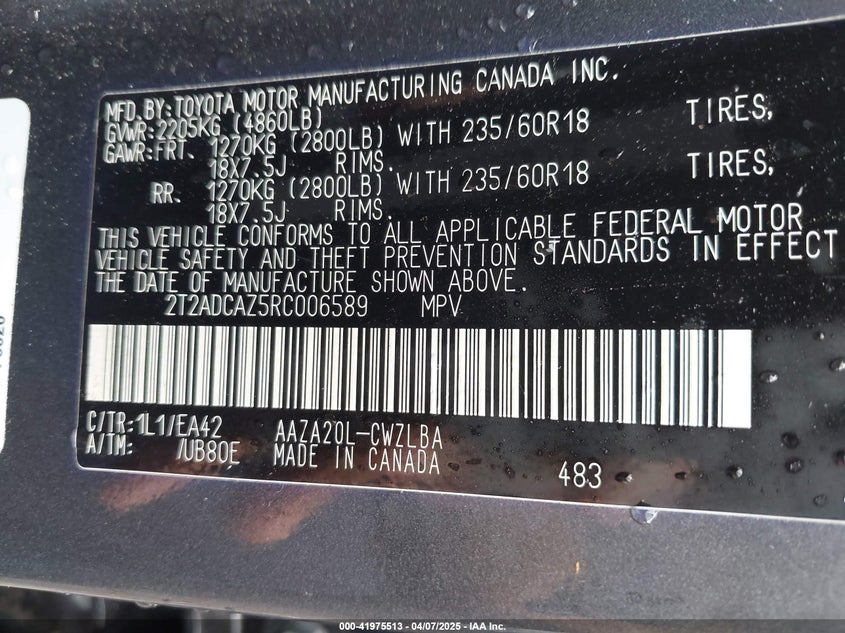 MFD.BY:TOYOTA MOTOR MANUFACTURING CANADA INC.
GVWR:2205KG (4860LB)
GAWR:FRT. 1270KG (2800LB) WITH 235/60R18 TIRES,
18X7.5J RIMS.
RR. 1270KG (2800LB) WITH 235/60R18 TIRES,
18X7.5J RIMS.
THIS VEHICLE CONFORMS TO ALL APPLICABLE FEDERAL MOTOR
VEHICLE SAFETY AND THEFT PREVENTION STANDARDS IN EFFECT
THE DATE OF MANUFACTURE SHOWN ABOVE.
2T2ADCAZ5RC006589 MPV
C/TR:1L1/EA42 AAZA20L-CWZLBA
A/TM: /UB80E MADE IN CANADA
483
000-41975513 - 04/07/2025 - IAA Inc.